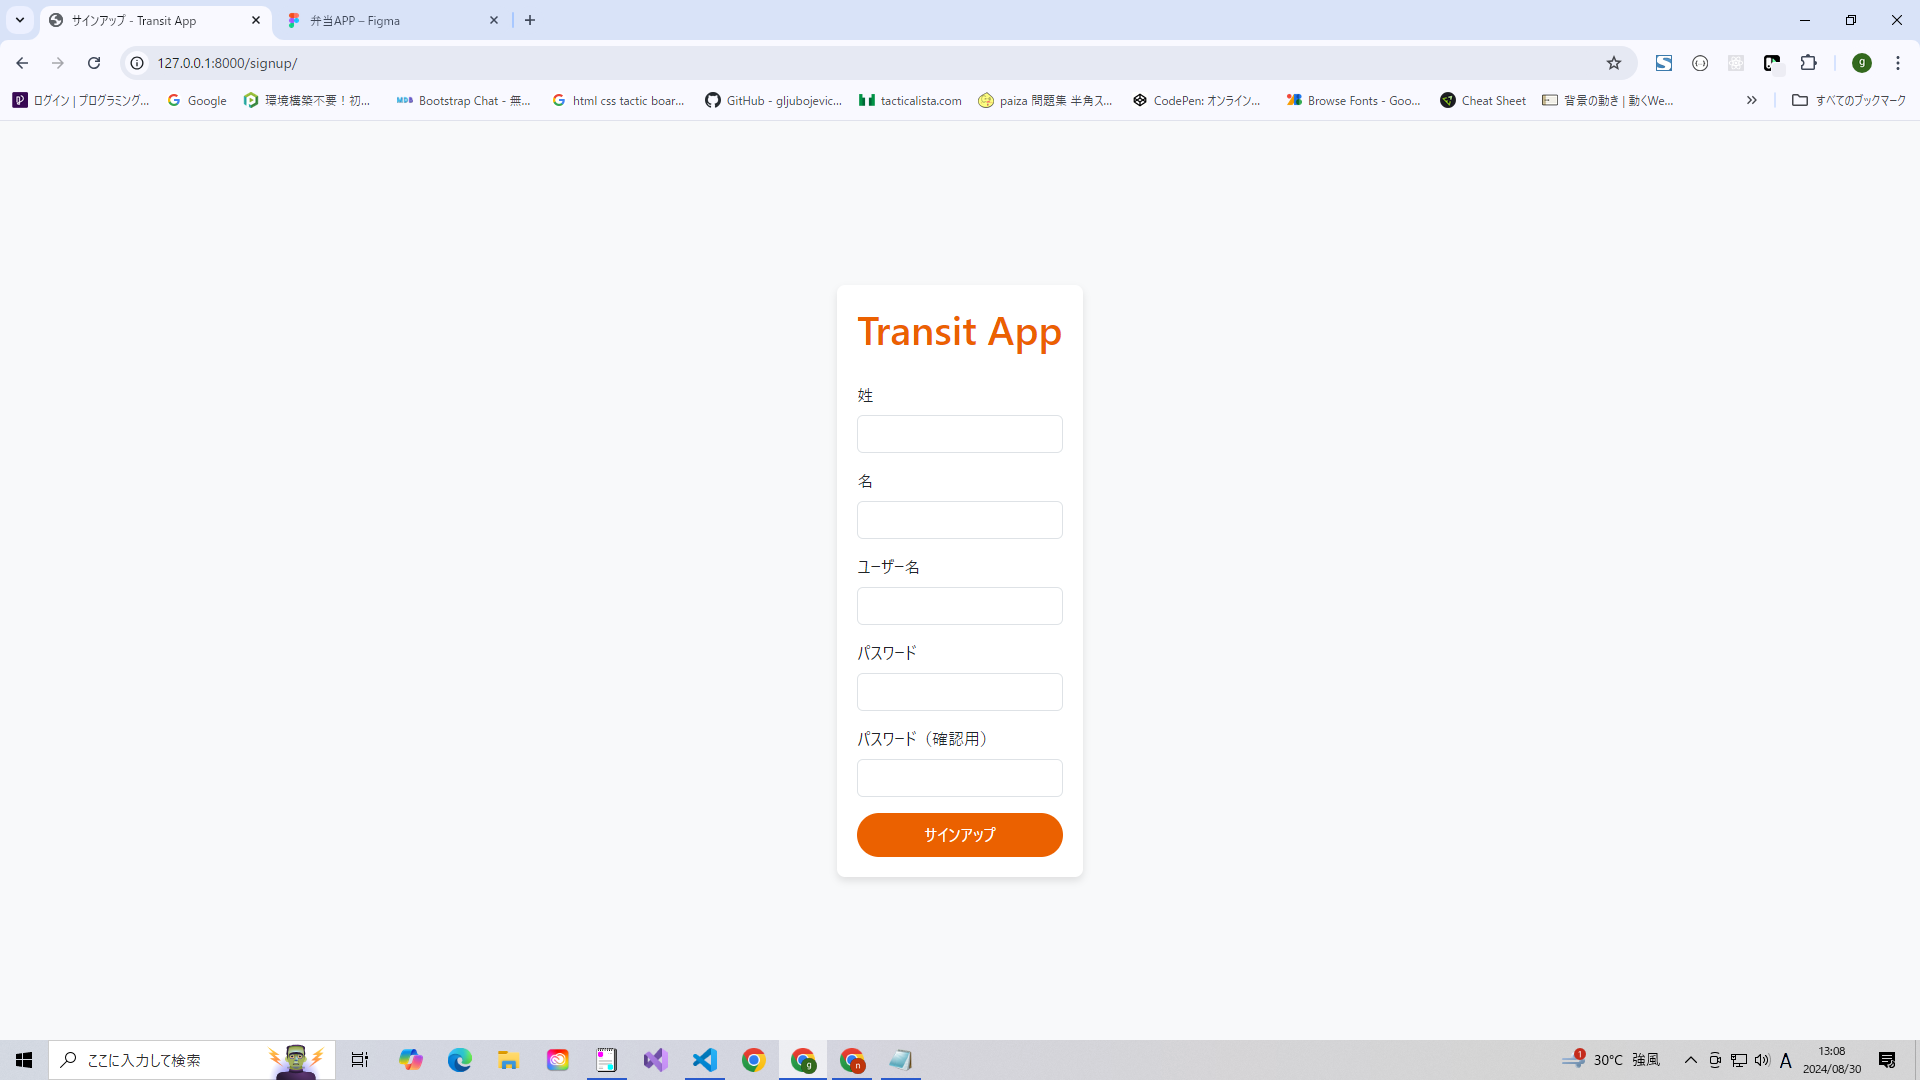 サインアップ - Transit App
弁当APP – Figma
127.0.0.1:8000/signup/
g
ログイン | プログラミング...
Google
環境構築不要！初...
MDB Bootstrap Chat - 無...
html css tactic boar...
GitHub - gljubojevic...
tacticalista.com
paiza 問題集 半角ス...
CodePen: オンライン...
Browse Fonts - Goo...
Cheat Sheet
背景の動き | 動くWe...
すべてのブックマーク
Transit App
姓
名
ユーザー名
パスワード
パスワード（確認用）
サインアップ
ここに入力して検索
g
n
1
30°C 強風
A
13:08
2024/08/30